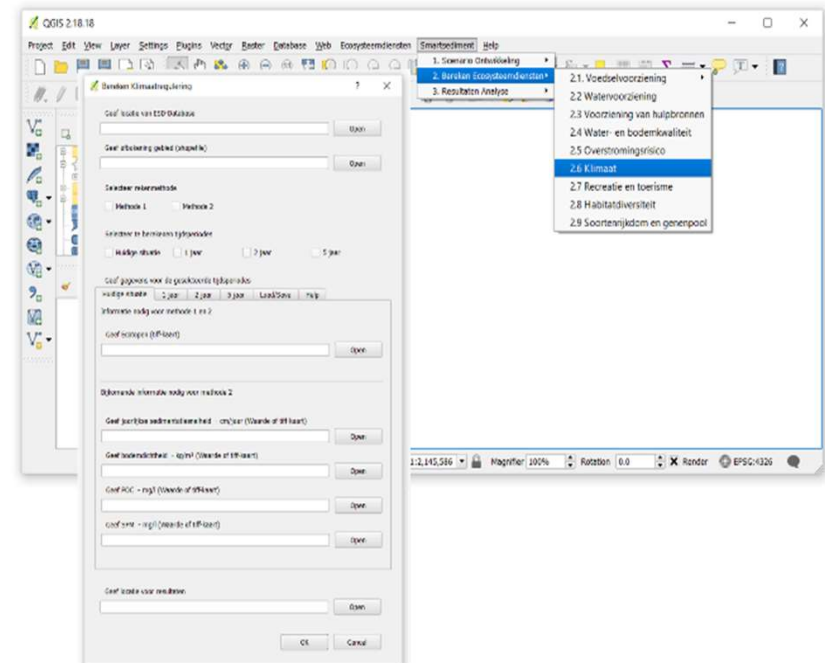 QGIS 2.18.18
Project Edit View Layer Settings Plugins Vector Raster Database Web Ecosysteemdiensten Smartsediment Help
1. Scenario Ontwikkeling
2. Bereken Ecosysteemdiensten
3. Resultaten Analyse
2.1. Voedselvoorziening
2.2 Watervoorziening
2.3 Voorziening van hulpbronnen
2.4 Water- en bodemkwaliteit
2.5 Overstromingsrisico
2.6 Klimaat
2.7 Recreatie en toerisme
2.8 Habitatdiversiteit
2.9 Soortenrijkdom en genenpool
Bereken Klimaatregulering ? ×
Geef locatie van ESD-Database
Open
Geef afbakening gebied (shapefile)
Open
Selecteer rekenmethode
Methode 1 Methode 2
Selecteer te berekenen tijdsperiodes
Huidige situatie 1 jaar 2 jaar 5 jaar
Geef gegevens voor de geselecteerde tijdsperiodes
Huidige situatie 1 jaar 2 jaar 5 jaar Load/Save Help
Informatie nodig voor methode 1 en 2
Geef Ecotopen (tiff-kaart)
Open
Bijkomende informatie nodig voor methode 2
Geef jaarlijkse sedimentatiesnelheid - cm/jaar (Waarde of tiff-kaart)
Open
Geef bodemdichtheid - kg/m³ (Waarde of tiff-kaart)
Open
Geef POC - mg/l (Waarde of tiff-kaart)
Open
Geef SPM - mg/l (Waarde of tiff-kaart)
Open
Geef locatie voor resultaten
Open
OK Cancel
1:2,145,586 Magnifier 100% Rotation 0.0 Render EPSG:4326